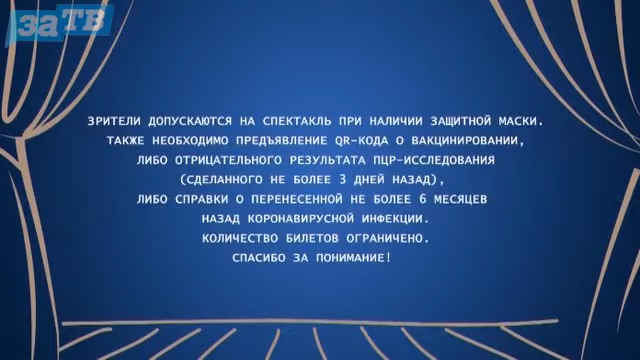 заТВ
ЗРИТЕЛИ ДОПУСКАЮТСЯ НА СПЕКТАКЛЬ ПРИ НАЛИЧИИ ЗАЩИТНОЙ МАСКИ.
ТАКЖЕ НЕОБХОДИМО ПРЕДЪЯВЛЕНИЕ QR-КОДА О ВАКЦИНИРОВАНИИ,
ЛИБО ОТРИЦАТЕЛЬНОГО РЕЗУЛЬТАТА ПЦР-ИССЛЕДОВАНИЯ
(СДЕЛАННОГО НЕ БОЛЕЕ 3 ДНЕЙ НАЗАД),
ЛИБО СПРАВКИ О ПЕРЕНЕСЕННОЙ НЕ БОЛЕЕ 6 МЕСЯЦЕВ
НАЗАД КОРОНАВИРУСНОЙ ИНФЕКЦИИ.
КОЛИЧЕСТВО БИЛЕТОВ ОГРАНИЧЕНО.
СПАСИБО ЗА ПОНИМАНИЕ!